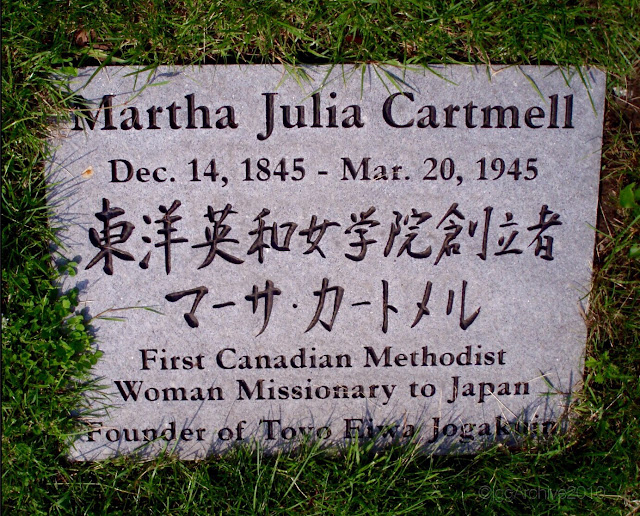 Martha Julia Cartmell
Dec. 14, 1845 - Mar. 20, 1945
東洋英和女学院創立者
マーサ・カートメル
First Canadian Methodist
Woman Missionary to Japan
Founder of Toyo Eiwa Jogakuin